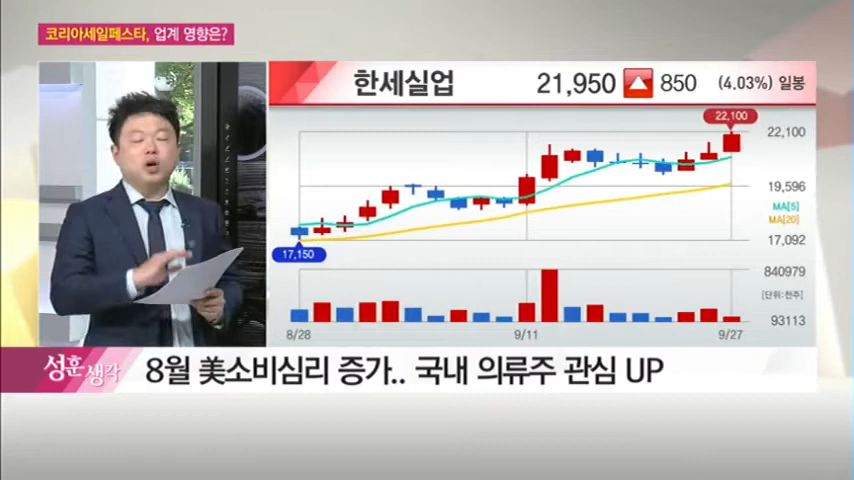 코리아세일페스타, 업계 영향은?
한세실업 21,950 850 (4.03%) 일봉
22,100
22,100
19,596
MA[5]
MA[20]
17,092
17,150
840979
[단위:천주]
93113
8/28 9/11 9/27
성훈생각
8월 美소비심리 증가.. 국내 의류주 관심 UP